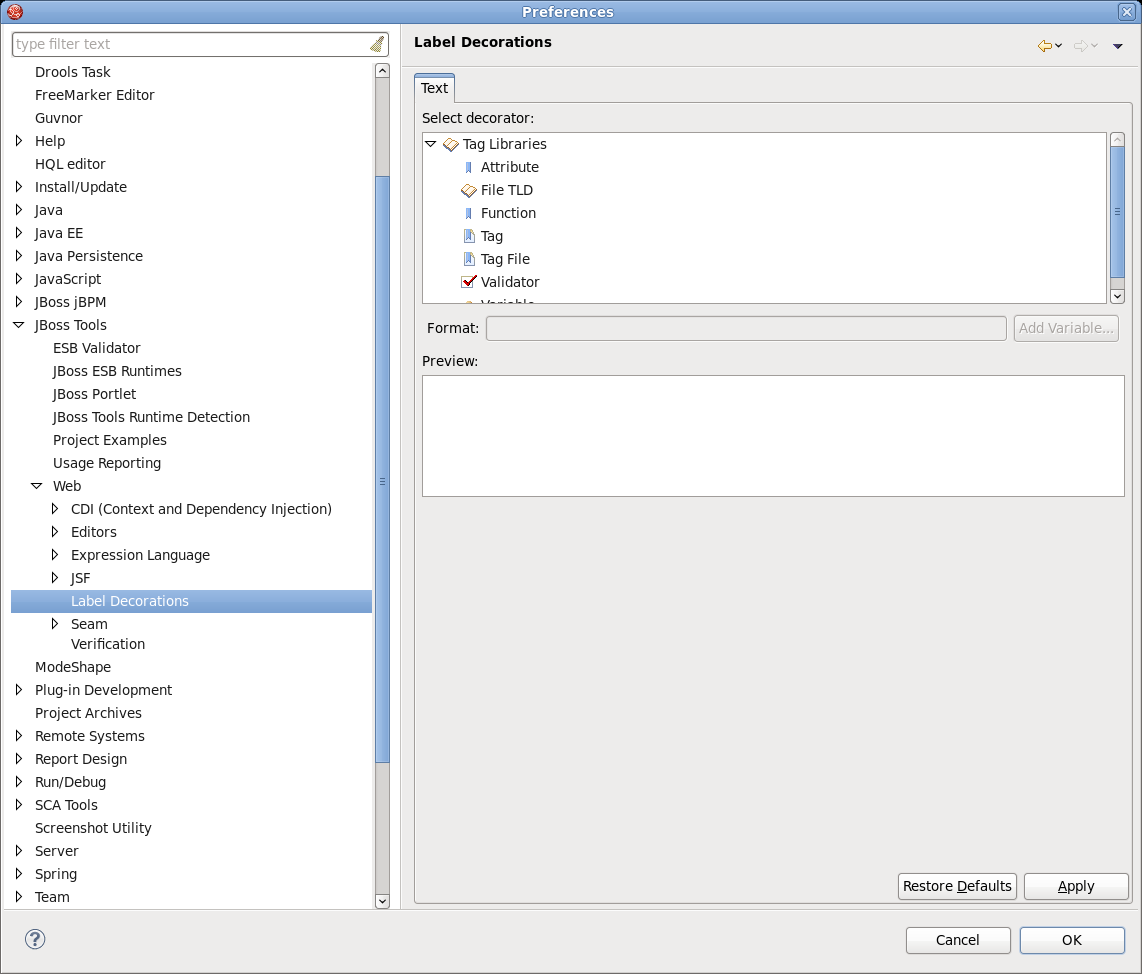 Preferences
type filter text
Drools Task
FreeMarker Editor
Guvnor
Help
HQL editor
Install/Update
Java
Java EE
Java Persistence
JavaScript
JBoss jBPM
JBoss Tools
ESB Validator
JBoss ESB Runtimes
JBoss Portlet
JBoss Tools Runtime Detection
Project Examples
Usage Reporting
Web
CDI (Context and Dependency Injection)
Editors
Expression Language
JSF
Label Decorations
Seam
Verification
ModeShape
Plug-in Development
Project Archives
Remote Systems
Report Design
Run/Debug
SCA Tools
Screenshot Utility
Server
Spring
Team
Label Decorations
Text
Select decorator:
Tag Libraries
Attribute
File TLD
Function
Tag
Tag File
Validator
Variable
Format:
Add Variable...
Preview:
Restore Defaults
Apply
Cancel
OK